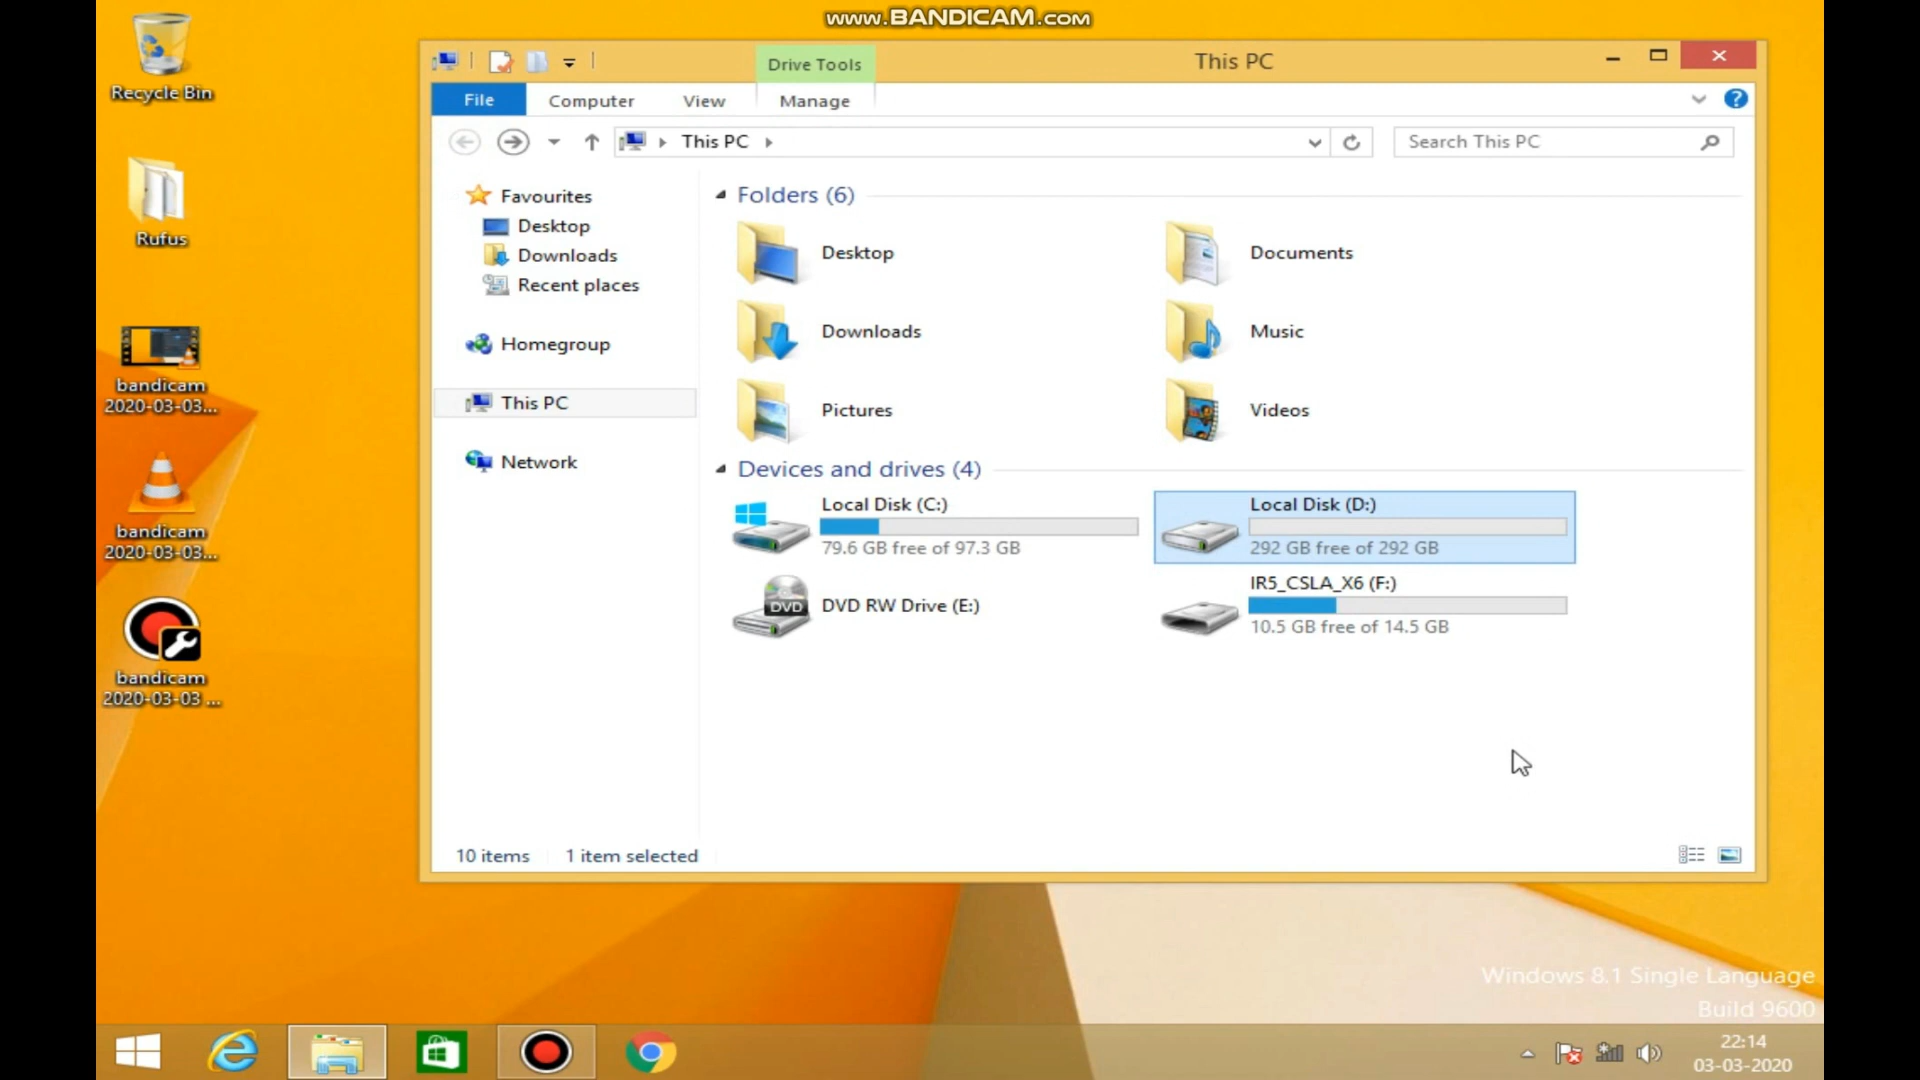 www.BANDICAM.com
Recycle Bin
Rufus
bandicam
2020-03-03...
bandicam
2020-03-03...
bandicam
2020-03-03 ...
Drive Tools
This PC
File
Computer
View
Manage
This PC
Search This PC
Favourites
Desktop
Downloads
Recent places
Homegroup
This PC
Network
Folders (6)
Desktop
Documents
Downloads
Music
Pictures
Videos
Devices and drives (4)
Local Disk (C:)
79.6 GB free of 97.3 GB
Local Disk (D:)
292 GB free of 292 GB
DVD
DVD RW Drive (E:)
IR5_CSLA_X6 (F:)
10.5 GB free of 14.5 GB
10 items
1 item selected
Windows 8.1 Single Language
Build 9600
22:14
03-03-2020